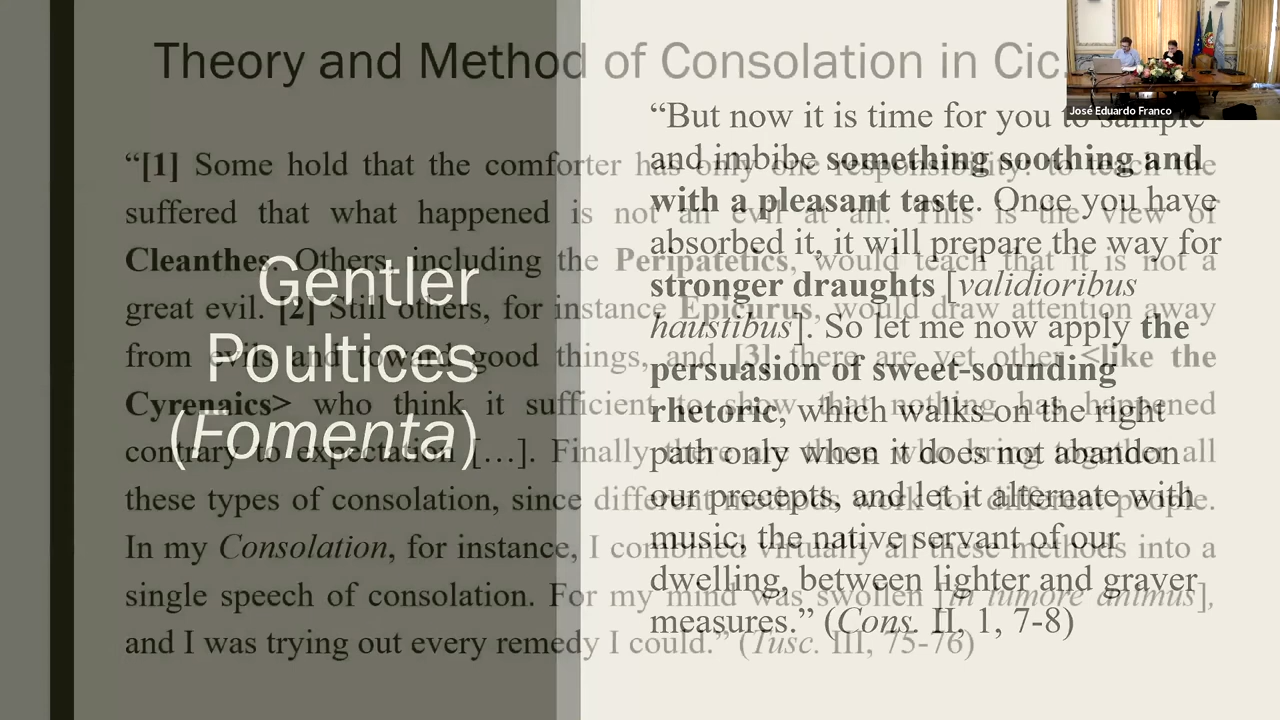 Theory and Method of Consolation in Cic.
“[1] Some hold that the comforter has only one responsibility: to teach the
suffered that what happened is not an evil at all. This is the view of
Cleanthes. Others, including the Peripatetics, would teach that it is not a
great evil. [2] Still others, for instance Epicurus, would draw attention away
from evils and toward good things, and [3] there are yet other <like the
Cyrenaics> who think it sufficient to show that nothing has happened
contrary to expectation […]. Finally there are those who bring together all
these types of consolation, since different methods work for different people.
In my Consolation, for instance, I combined virtually all these methods into a
single speech of consolation. For my mind was swollen [in tumore animus],
and I was trying out every remedy I could.” (Tusc. III, 75-76)
Gentler
Poultices
(Fomenta)
“But now it is time for you to sample
and imbibe something soothing and
with a pleasant taste. Once you have
absorbed it, it will prepare the way for
stronger draughts [validioribus
haustibus]. So let me now apply the
persuasion of sweet-sounding
rhetoric, which walks on the right
path only when it does not abandon
our precepts, and let it alternate with
music, the native servant of our
dwelling, between lighter and graver
measures.” (Cons. II, 1, 7-8)
José Eduardo Franco